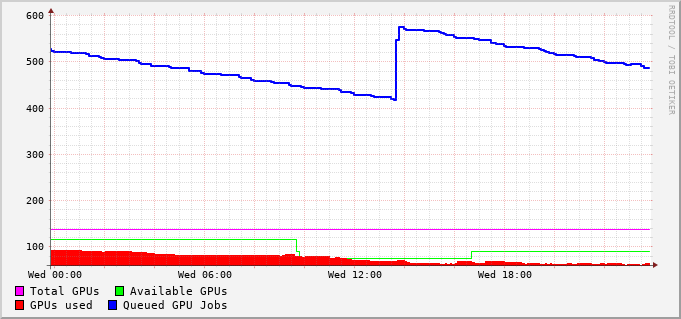 600
500
400
300
200
100
Wed 00:00 Wed 06:00 Wed 12:00 Wed 18:00
Total GPUs Available GPUs
GPUs used Queued GPU Jobs
RRDTOOL / TOBI OETIKER